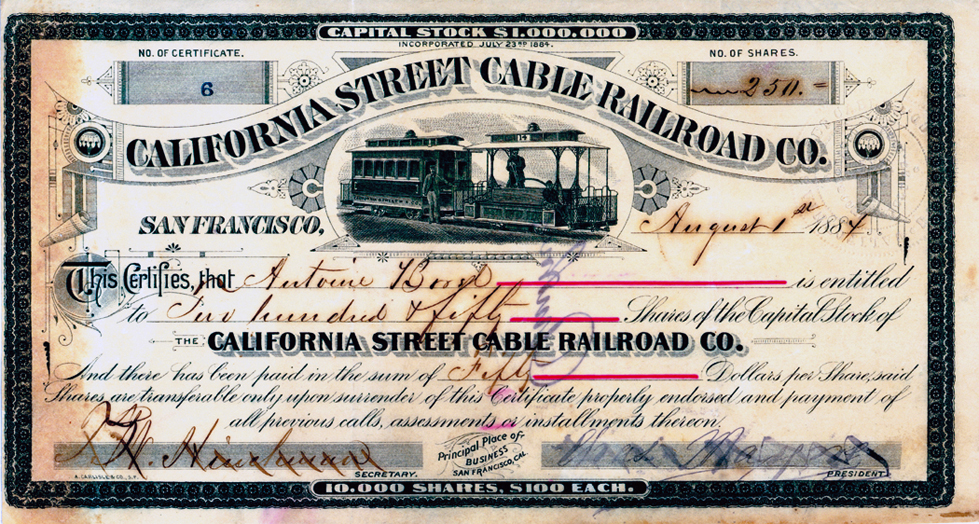 CAPITAL STOCK $1,000,000
INCORPORATED JULY 23RD 1884.
NO. OF CERTIFICATE.
NO. OF SHARES.
6
250.=
CALIFORNIA STREET CABLE RAILROAD CO.
SAN FRANCISCO,
August 1st 1884
This Certifies, that Antoine is entitled
to Two hundred & fifty Shares of the Capital Stock of
THE CALIFORNIA STREET CABLE RAILROAD CO.
And there has been paid in the sum of Fifty Dollars per Share, said
Shares are transferable only upon surrender of this Certificate properly endorsed and payment of
all previous calls, assessments or installments thereon.
Principal Place of
BUSINESS
SAN FRANCISCO, CAL.
SECRETARY.
PRESIDENT
A. CARLISLE & CO., S.F.
10,000 SHARES, $100 EACH.